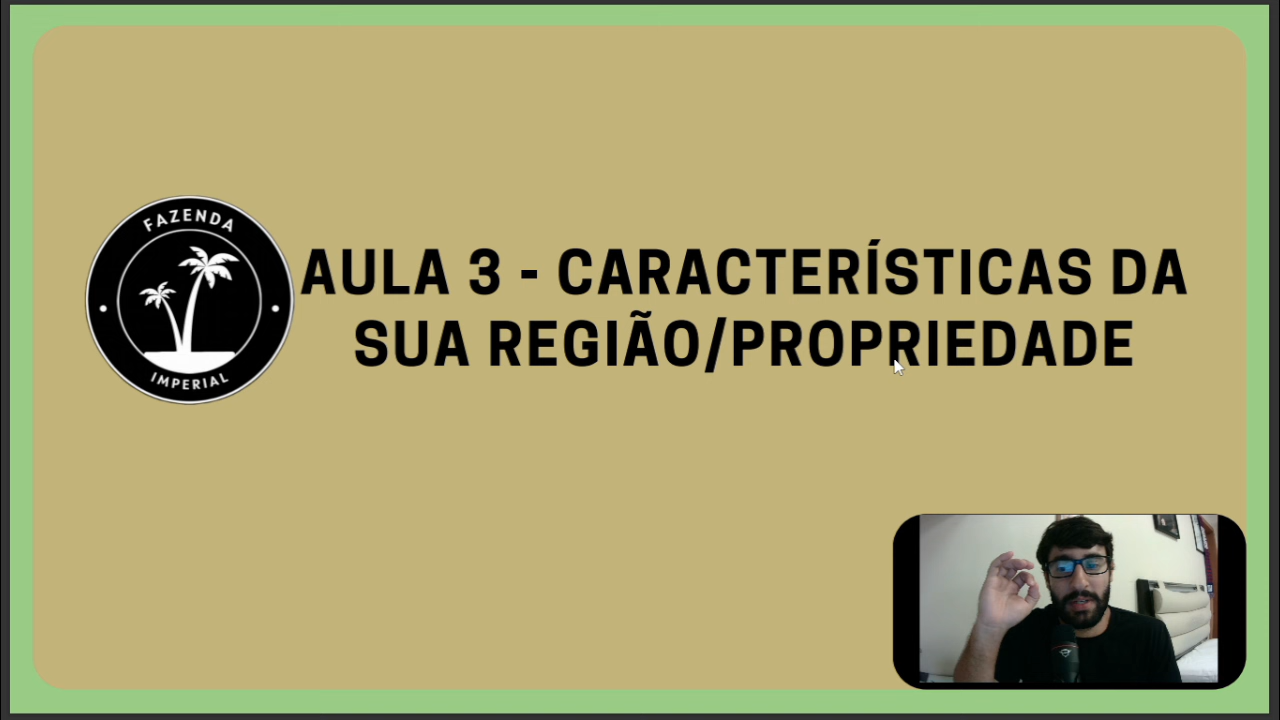 FAZENDA
IMPERIAL
AULA 3 - CARACTERÍSTICAS DA
SUA REGIÃO/PROPRIEDADE